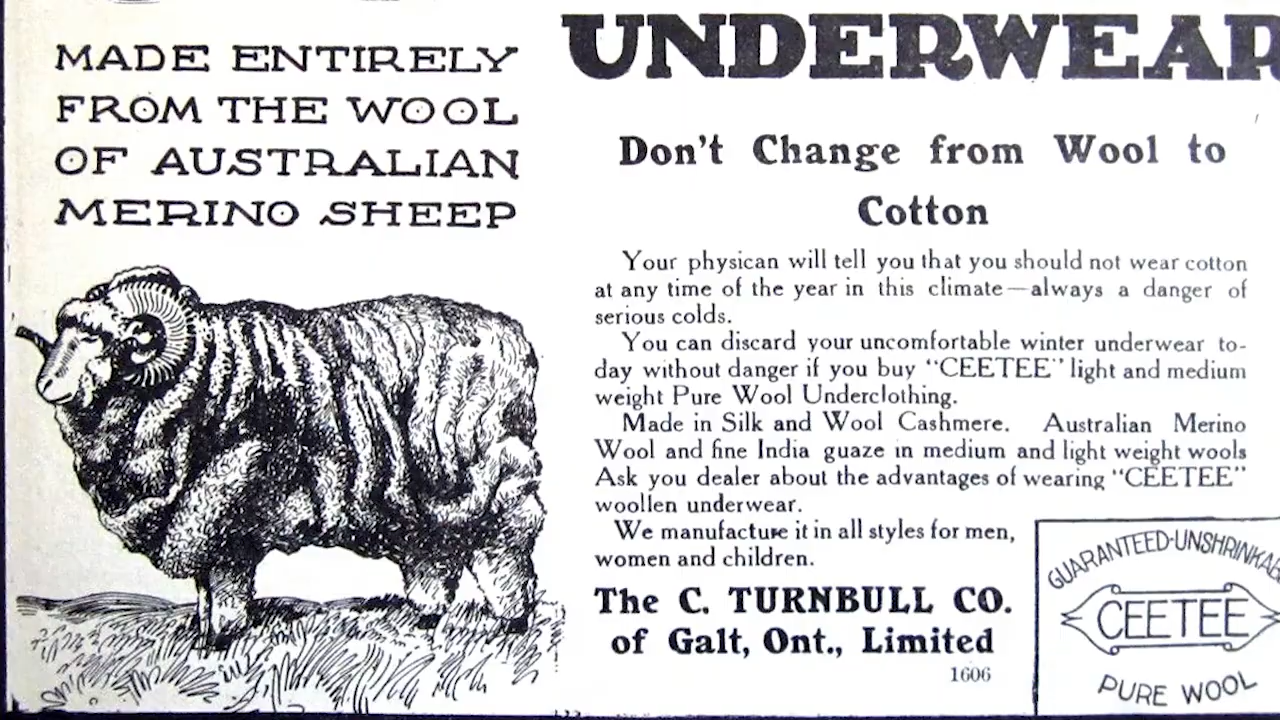 MADE ENTIRELY
FROM THE WOOL
OF AUSTRALIAN
MERINO SHEEP
UNDERWEAR
Don't Change from Wool to
Cotton
Your physican will tell you that you should not wear cotton
at any time of the year in this climate—always a danger of
serious colds.
You can discard your uncomfortable winter underwear to-
day without danger if you buy "CEETEE" light and medium
weight Pure Wool Underclothing.
Made in Silk and Wool Cashmere. Australian Merino
Wool and fine India guaze in medium and light weight wools
Ask you dealer about the advantages of wearing "CEETEE"
woollen underwear.
We manufacture it in all styles for men,
women and children.
The C. TURNBULL CO.
of Galt, Ont., Limited
1606
GUARANTEED-UNSHRINKAB
CEETEE
PURE WOOL